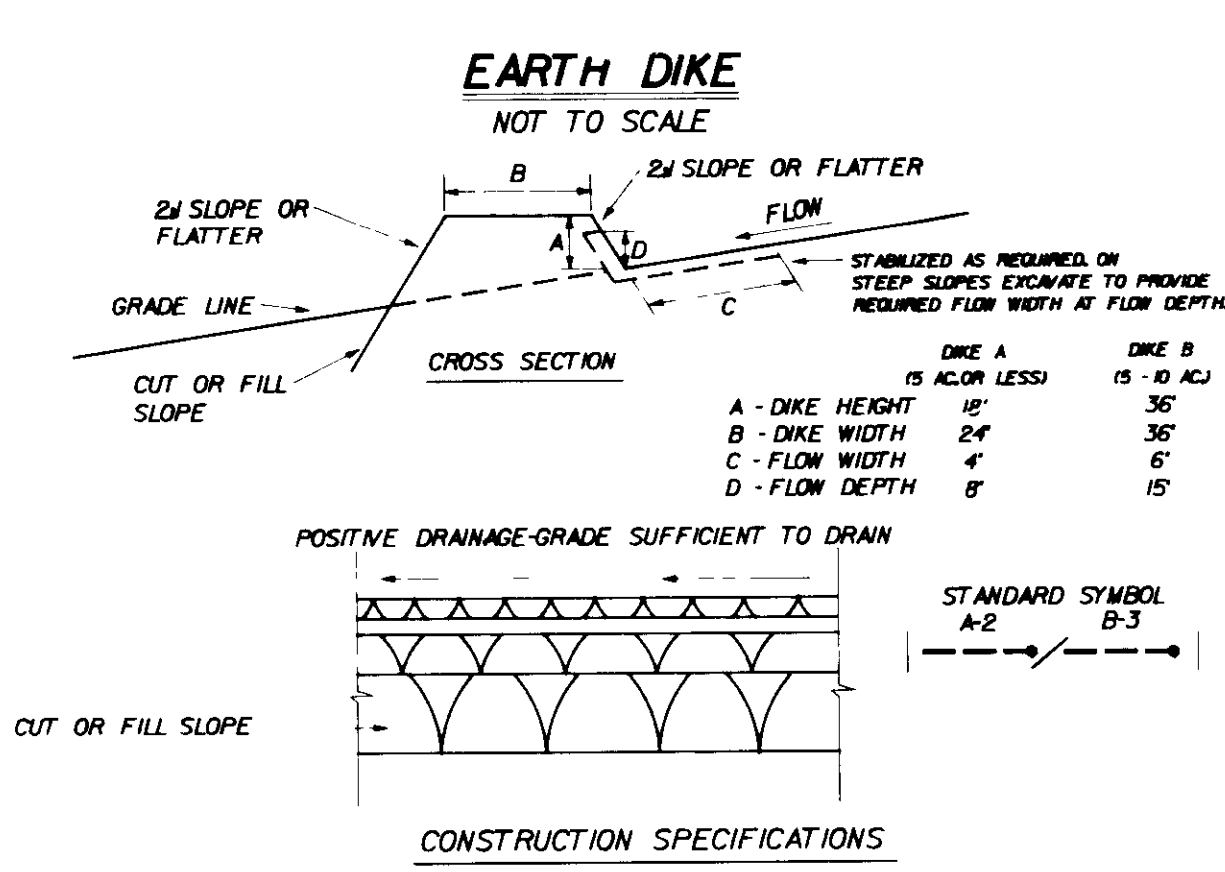 EARTH DIKE
NOT TO SCALE
B
2:1 SLOPE OR FLATTER
2:1 SLOPE OR
FLATTER
FLOW
A
D
STABILIZED AS REQUIRED. ON
STEEP SLOPES EXCAVATE TO PROVIDE
REQUIRED FLOW WIDTH AT FLOW DEPTH.
GRADE LINE
C
CROSS SECTION
CUT OR FILL
SLOPE
DIKE A DIKE B
(5 AC.OR LESS) (5 - 10 AC.)
A - DIKE HEIGHT 18" 36"
B - DIKE WIDTH 24" 36"
C - FLOW WIDTH 4' 6'
D - FLOW DEPTH 8" 15"
POSITIVE DRAINAGE-GRADE SUFFICIENT TO DRAIN
STANDARD SYMBOL
A-2 B-3
CUT OR FILL SLOPE
CONSTRUCTION SPECIFICATIONS